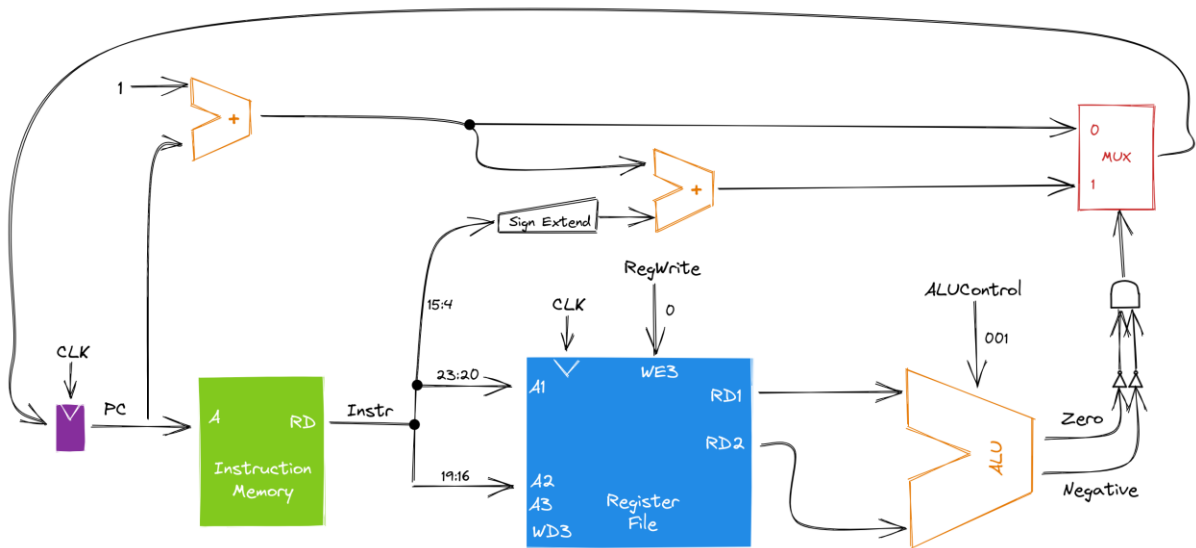 1
+
0
MUX
1
+
Sign Extend
RegWrite
0
15:4
CLK
ALUControl
001
CLK
PC
A
RD
Instruction
Memory
Instr
23:20
19:16
A1
WE3
RD1
RD2
A2
A3
WD3
Register
File
ALU
Zero
Negative